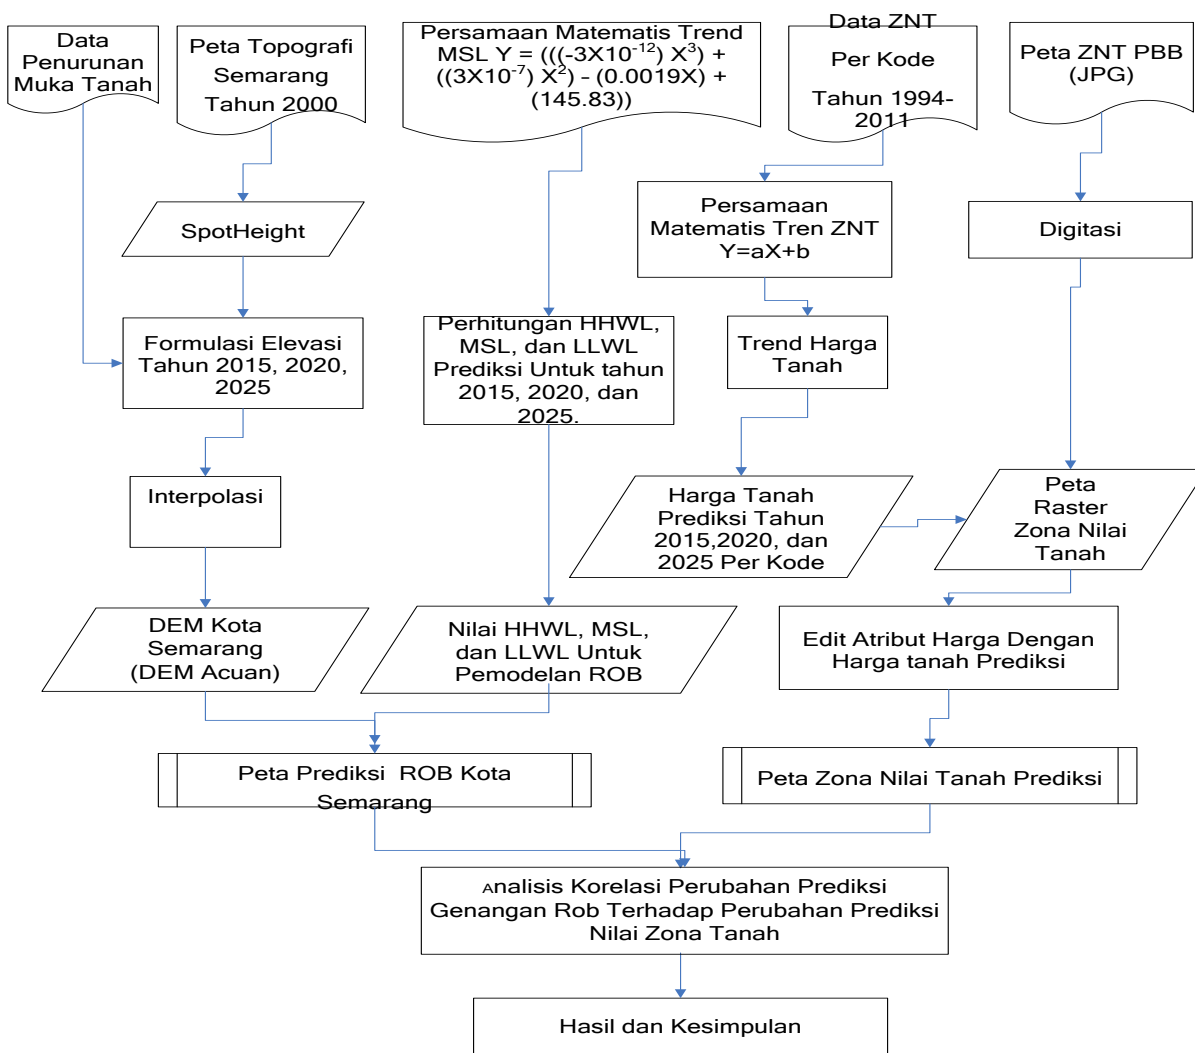 Data
Penurunan
Muka Tanah
Peta Topografi
Semarang
Tahun 2000
Persamaan Matematis Trend
MSL Y = (((-3X10⁻¹²) X³) +
((3X10⁻⁷) X²) – (0.0019X) +
(145.83))
Data ZNT
Per Kode
Tahun 1994-
2011
Peta ZNT PBB
(JPG)
SpotHeight
Persamaan
Matematis Tren ZNT
Y=aX+b
Digitasi
Formulasi Elevasi
Tahun 2015, 2020,
2025
Perhitungan HHWL,
MSL, dan LLWL
Prediksi Untuk tahun
2015, 2020, dan
2025.
Trend Harga
Tanah
Interpolasi
Harga Tanah
Prediksi Tahun
2015,2020, dan
2025 Per Kode
Peta
Raster
Zona Nilai
Tanah
DEM Kota
Semarang
(DEM Acuan)
Nilai HHWL, MSL,
dan LLWL Untuk
Pemodelan ROB
Edit Atribut Harga Dengan
Harga tanah Prediksi
Peta Prediksi ROB Kota
Semarang
Peta Zona Nilai Tanah Prediksi
Analisis Korelasi Perubahan Prediksi
Genangan Rob Terhadap Perubahan Prediksi
Nilai Zona Tanah
Hasil dan Kesimpulan